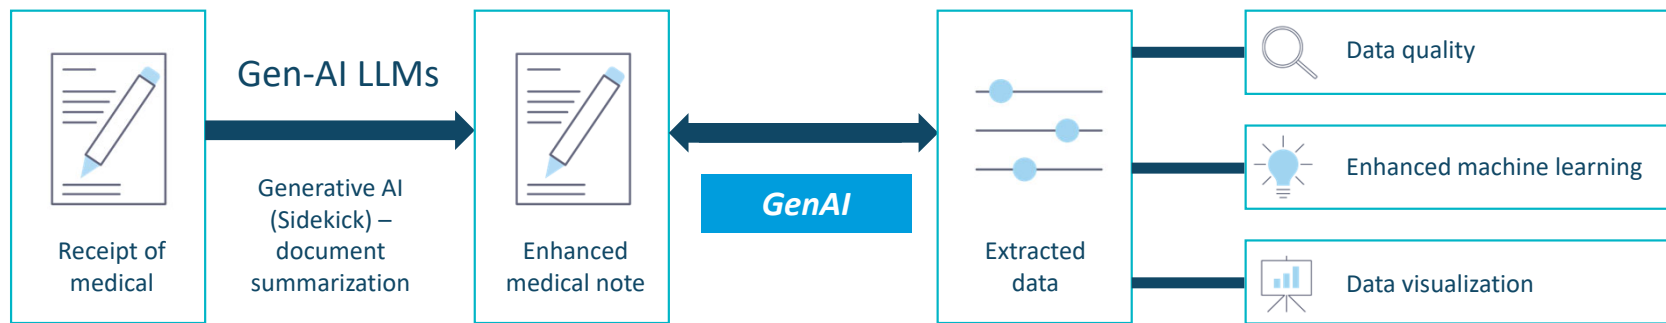 Receipt of
medical
Gen-AI LLMs
Generative AI
(Sidekick) –
document
summarization
Enhanced
medical note
GenAI
Extracted
data
Data quality
Enhanced machine learning
Data visualization